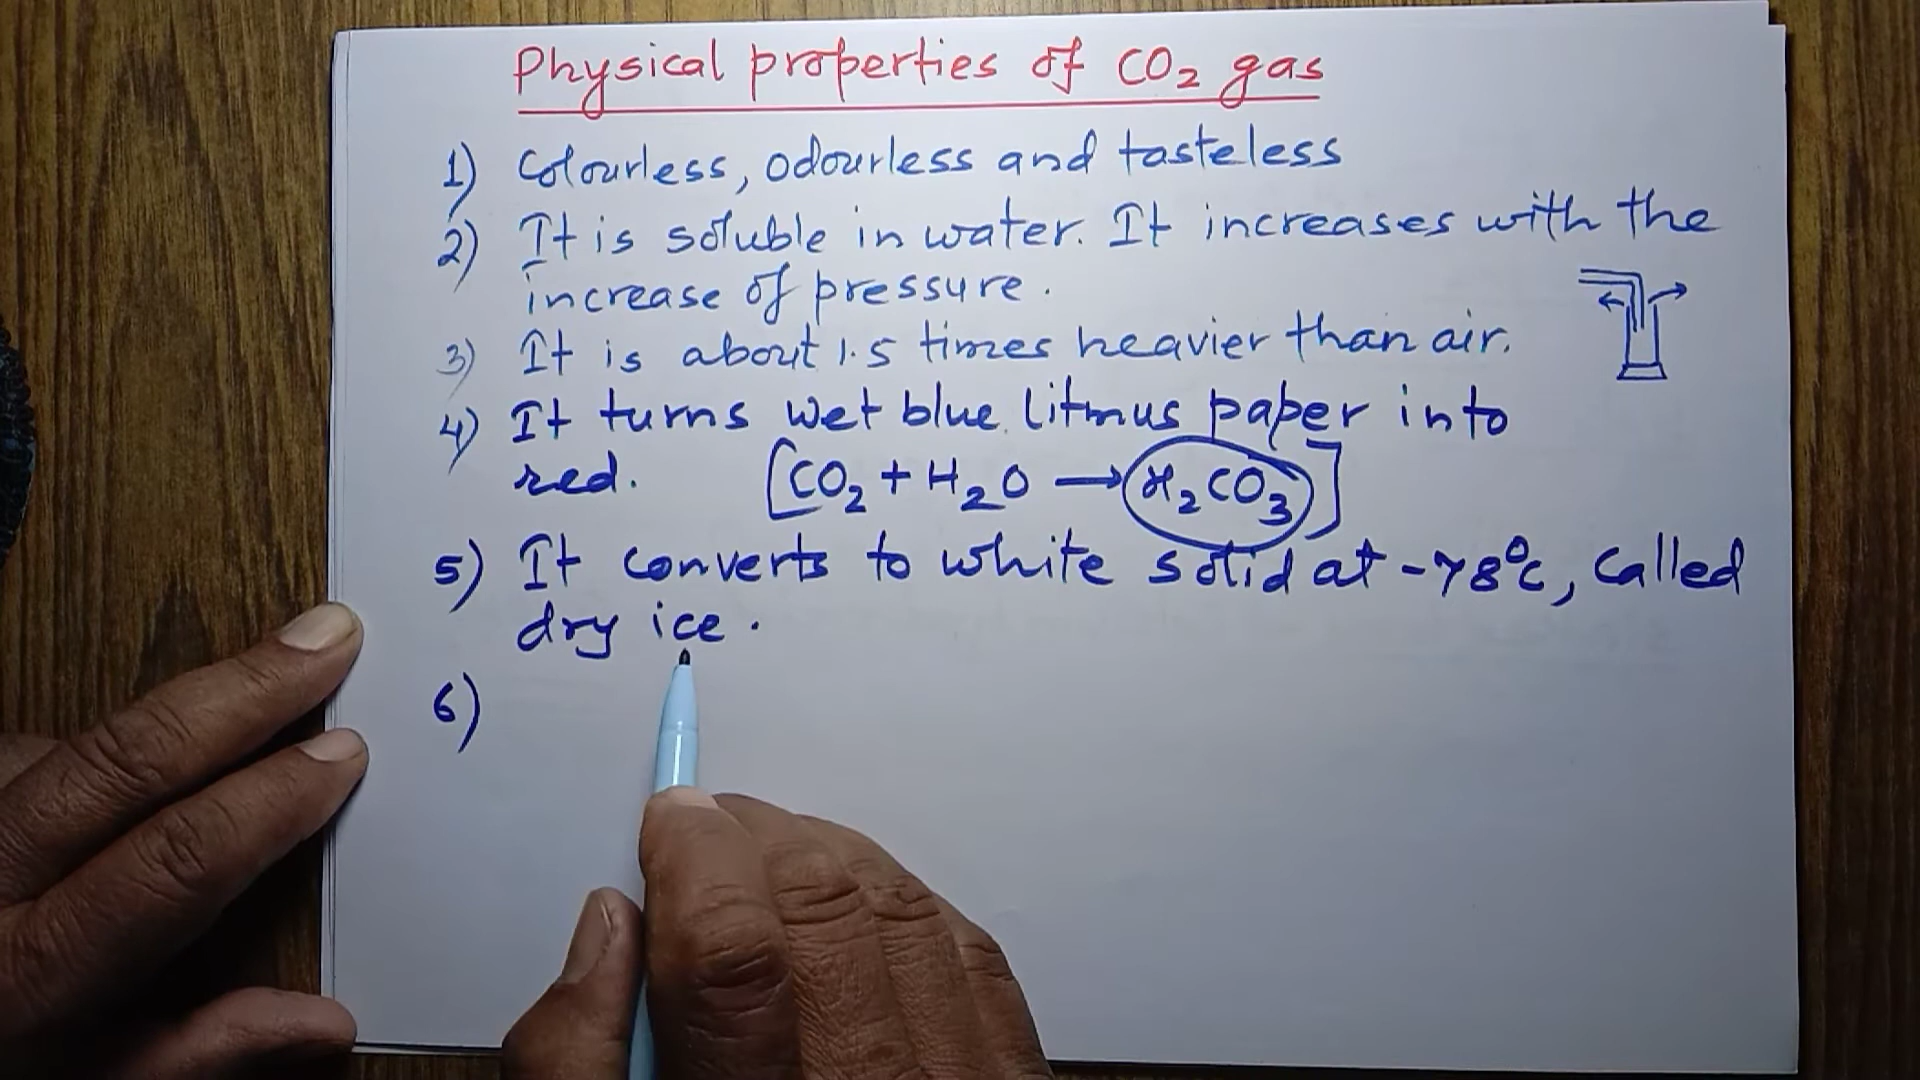 Physical properties of CO₂ gas
1) Colourless, odourless and tasteless
2) It is soluble in water. It increases with the
increase of pressure.
3) It is about 1.5 times heavier than air.
4) It turns wet blue litmus paper into
red. [CO₂ + H₂O → H₂CO₃]
5) It converts to white solid at -78°C, called
dry ice.
6)